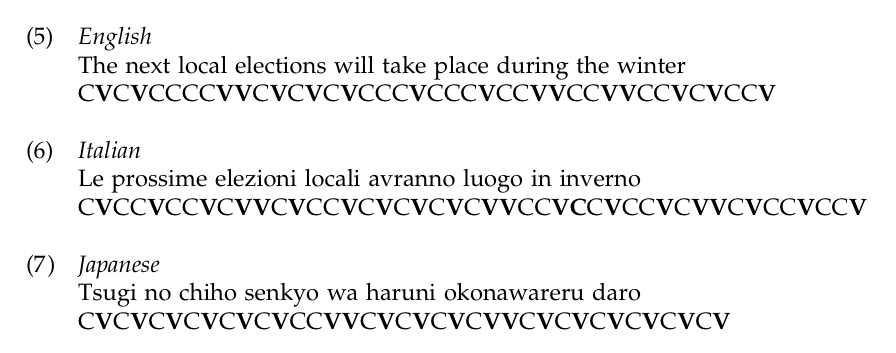 (5) English
The next local elections will take place during the winter
CVCVCCCCVVCVCVCVCCCVCCCVCCVVCCVVCCVCVCCV
(6) Italian
Le prossime elezioni locali avranno luogo in inverno
CVCCVCCVCVVCVCCVCVCVCVCVVCCVCCVCCVCVVCVCCVCCV
(7) Japanese
Tsugi no chiho senkyo wa haruni okonawareru daro
CVCVCVCVCVCVCCVVCVCVCVCVVCVCVCVCVCVCV